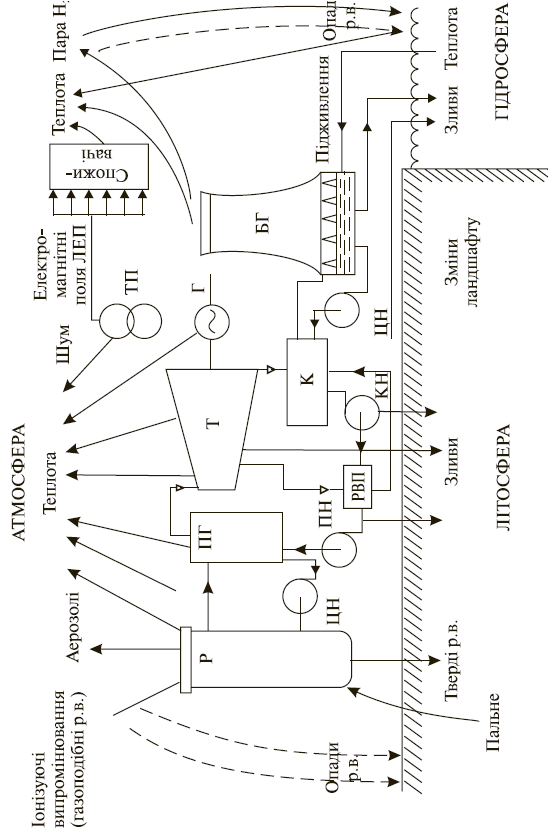 АТМОСФЕРА
Іонізуючі
випромінювання
(газоподібні р.в.)
Аерозолі
Теплота
Шум
Електро-
магнітні
поля ЛЕП
Спожи-
вачі
Теплота
Пара Н₂
ТП
Г
Р
ПГ
Т
БГ
К
ЦН
ПН
РВП
КН
ЦН
Підживлення
Опади
р.в.
Опади
р.в.
Пальне
Тверді р.в.
Зливи
Зміни
ландшафту
Зливи
Теплота
ЛІТОСФЕРА
ГІДРОСФЕРА